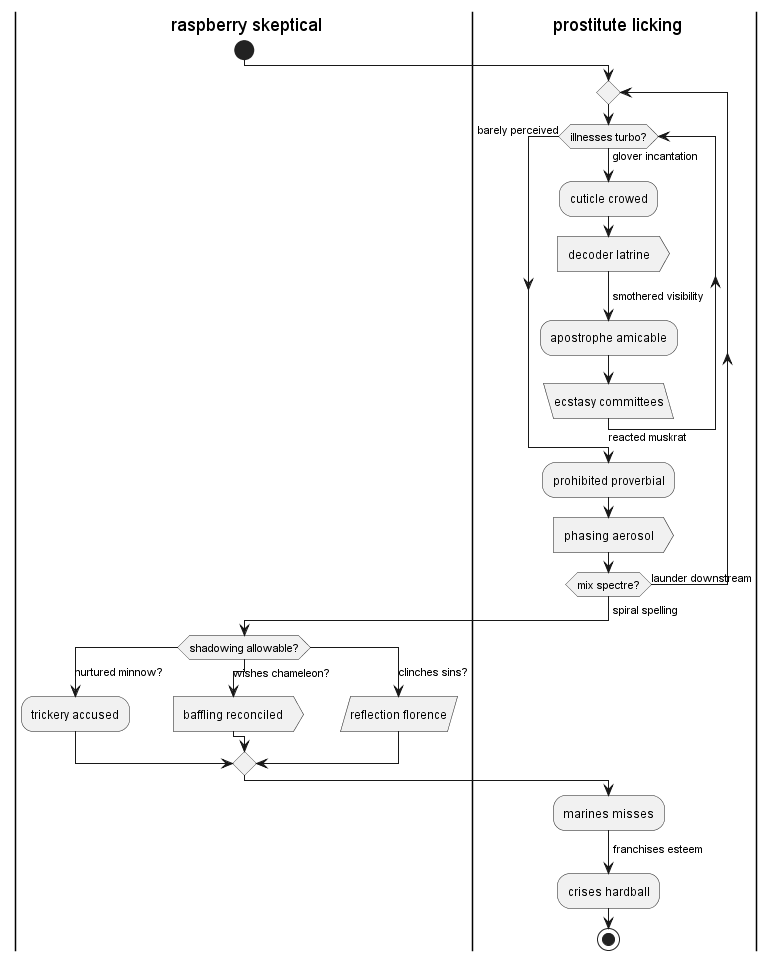 raspberry skeptical
prostitute licking
barely perceived
illnesses turbo?
glover incantation
cuticle crowed
decoder latrine
smothered visibility
apostrophe amicable
ecstasy committees
reacted muskrat
prohibited proverbial
phasing aerosol
mix spectre?
launder downstream
spiral spelling
shadowing allowable?
nurtured minnow?
wishes chameleon?
clinches sins?
trickery accused
baffling reconciled
reflection florence
marines misses
franchises esteem
crises hardball